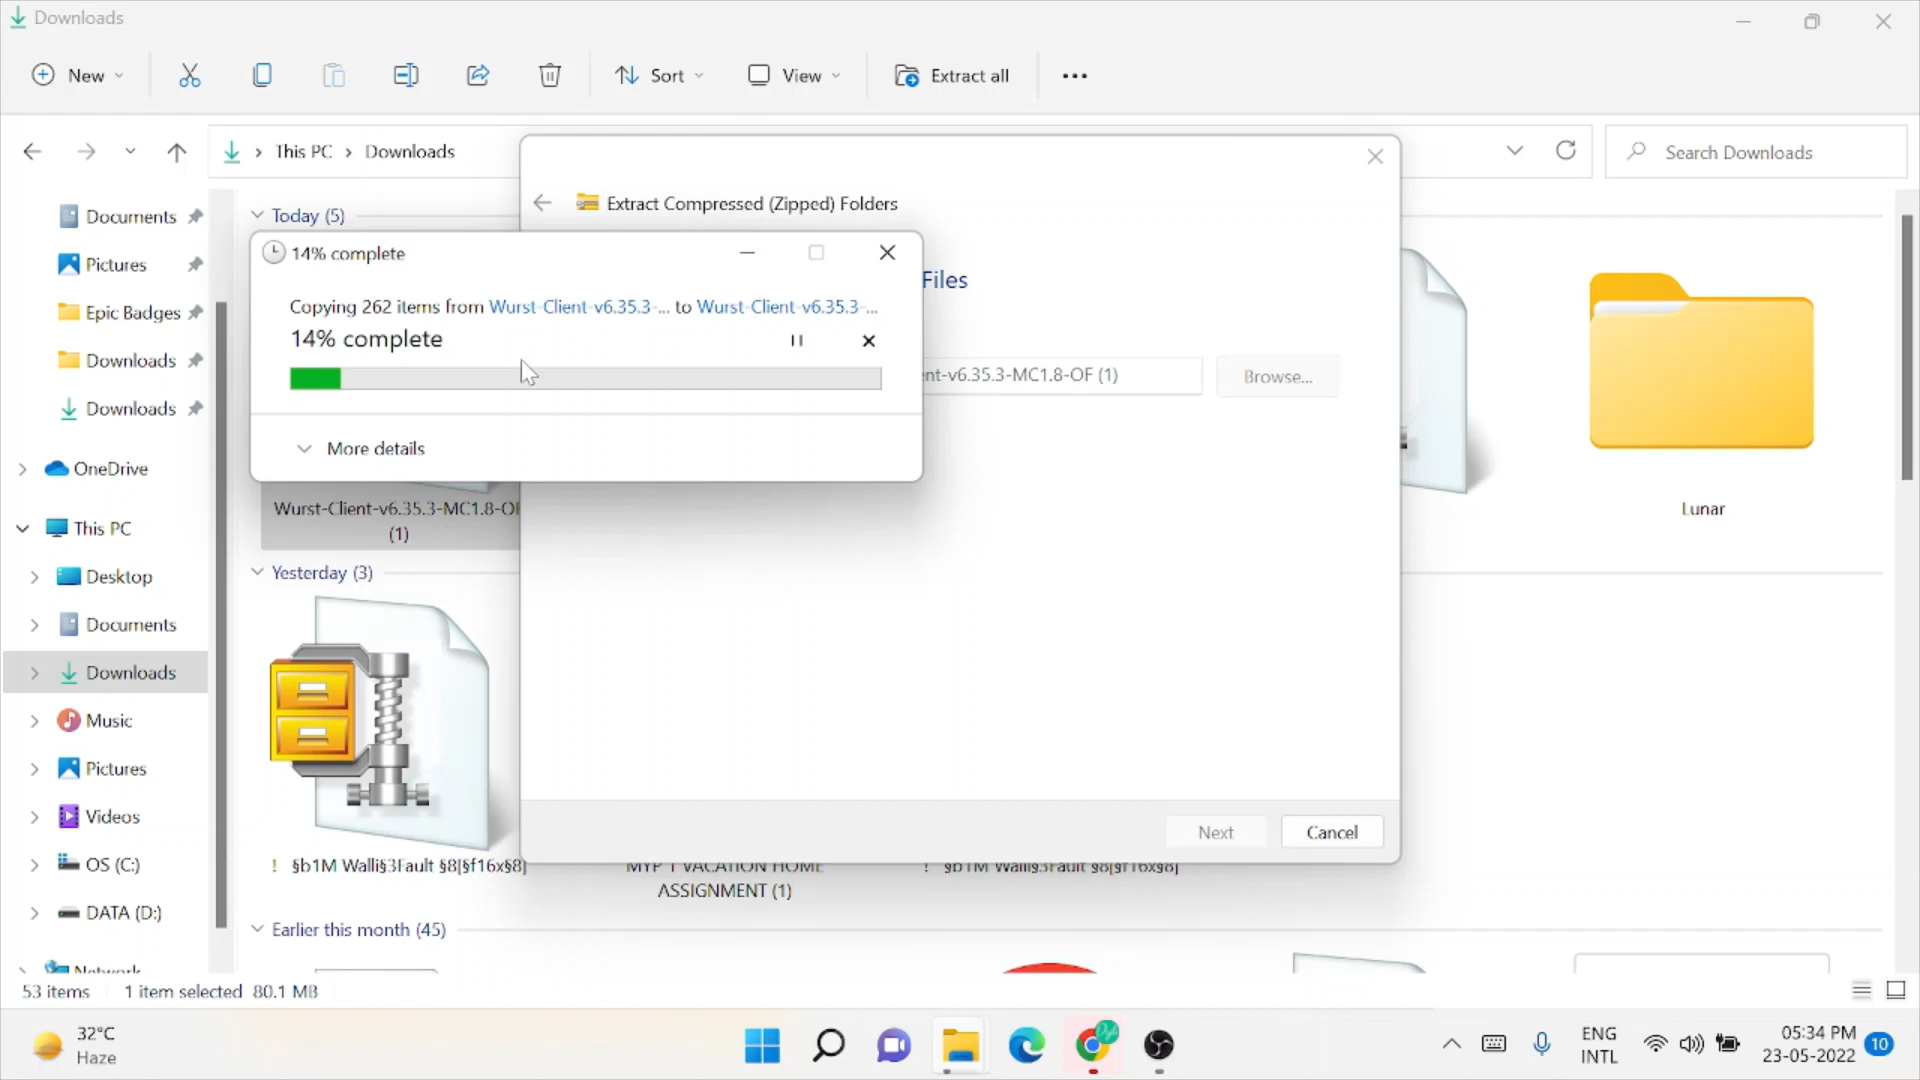 Downloads
New
Sort
View
Extract all
This PC
Downloads
Search Downloads
Documents
Pictures
Epic Badges
Downloads
Downloads
OneDrive
This PC
Desktop
Documents
Downloads
Music
Pictures
Videos
OS (C:)
DATA (D:)
Network
Today (5)
Extract Compressed (Zipped) Folders
Files
ent-v6.35.3-MC1.8-OF (1)
Browse...
14% complete
Copying 262 items from Wurst-Client-v6.35.3-... to Wurst-Client-v6.35.3-...
14% complete
More details
Wurst-Client-v6.35.3-MC1.8-OF
(1)
Lunar
Yesterday (3)
Next
Cancel
! §b1M Walli§3Fault §8[§f16x§8]
MYP 1 VACATION HOME
ASSIGNMENT (1)
! §b1M Walli§3Fault §8[§f16x§8]
Earlier this month (45)
53 items
1 item selected 80.1 MB
32°C
Haze
ENG
INTL
05:34 PM
23-05-2022
10